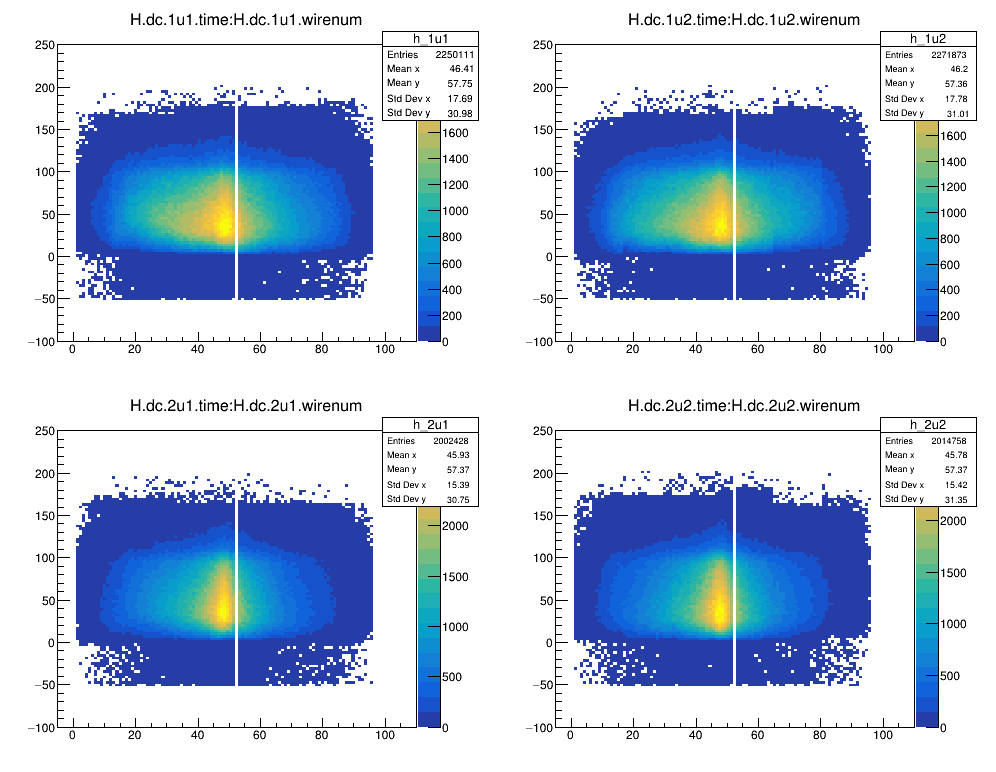 H.dc.1u1.time:H.dc.1u1.wirenum
h_1u1
Entries 2250111
Mean x 46.41
Mean y 57.75
Std Dev x 17.69
Std Dev y 30.98
250
200
150
100
50
0
−50
−100
0 20 40 60 80 100
1600
1400
1200
1000
800
600
400
200
0
H.dc.1u2.time:H.dc.1u2.wirenum
h_1u2
Entries 2271873
Mean x 46.2
Mean y 57.36
Std Dev x 17.78
Std Dev y 31.01
250
200
150
100
50
0
−50
−100
0 20 40 60 80 100
1600
1400
1200
1000
800
600
400
200
0
H.dc.2u1.time:H.dc.2u1.wirenum
h_2u1
Entries 2002428
Mean x 45.93
Mean y 57.37
Std Dev x 15.39
Std Dev y 30.75
250
200
150
100
50
0
−50
−100
0 20 40 60 80 100
2000
1500
1000
500
0
H.dc.2u2.time:H.dc.2u2.wirenum
h_2u2
Entries 2014758
Mean x 45.78
Mean y 57.37
Std Dev x 15.42
Std Dev y 31.35
250
200
150
100
50
0
−50
−100
0 20 40 60 80 100
2000
1500
1000
500
0